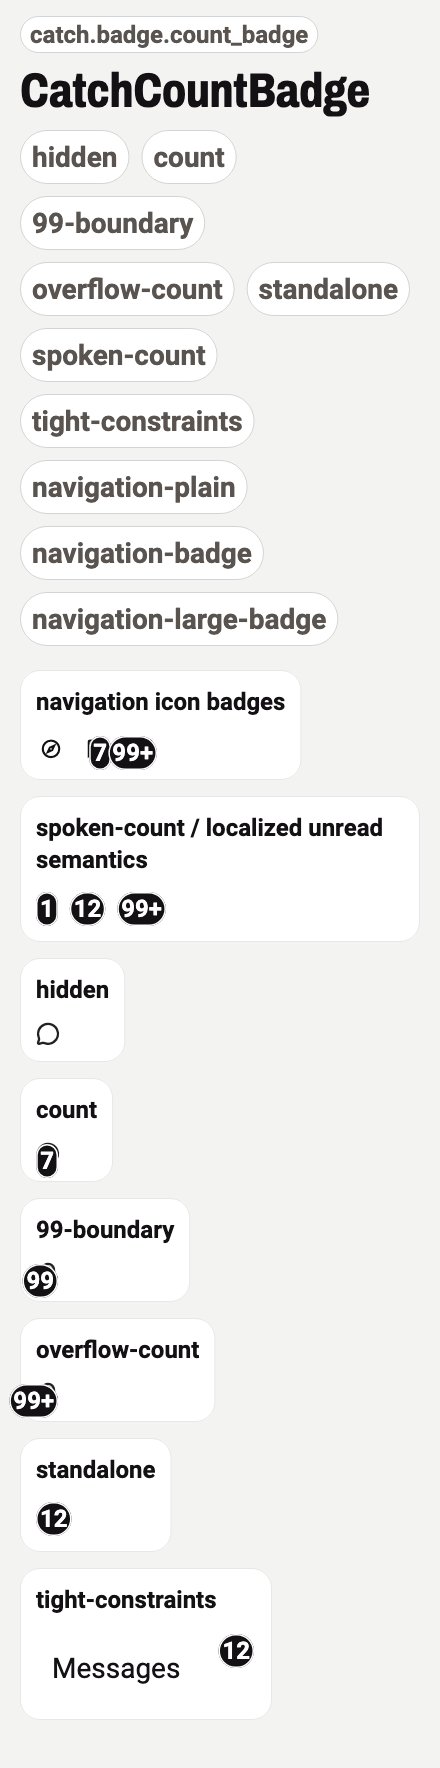 catch.badge.count_badge
CatchCountBadge
hidden count
99-boundary
overflow-count standalone
spoken-count
tight-constraints
navigation-plain
navigation-badge
navigation-large-badge
navigation icon badges
7 99+
spoken-count / localized unread
semantics
1 12 99+
hidden
count
7
99-boundary
99
overflow-count
99+
standalone
12
tight-constraints
12
Messages